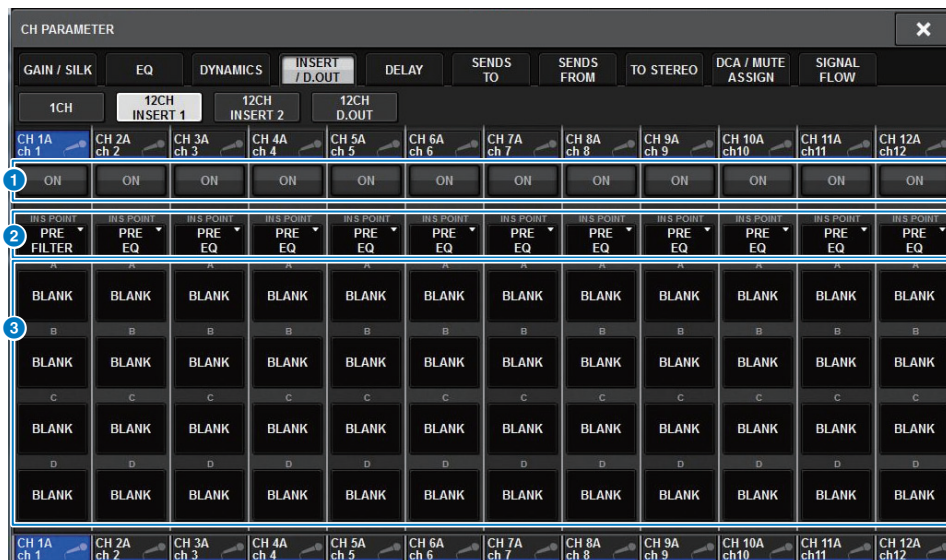 CH PARAMETER
GAIN / SILK EQ DYNAMICS INSERT / D.OUT DELAY SENDS TO SENDS FROM TO STEREO DCA / MUTE ASSIGN SIGNAL FLOW
1CH 12CH INSERT 1 12CH INSERT 2 12CH D.OUT
CH 1A CH 2A CH 3A CH 4A CH 5A CH 6A CH 7A CH 8A CH 9A CH 10A CH 11A CH 12A
ch 1 ch 2 ch 3 ch 4 ch 5 ch 6 ch 7 ch 8 ch 9 ch10 ch11 ch12
1 ON ON ON ON ON ON ON ON ON ON ON ON
INS POINT INS POINT INS POINT INS POINT INS POINT INS POINT INS POINT INS POINT INS POINT INS POINT INS POINT INS POINT
2 PRE PRE PRE PRE PRE PRE PRE PRE PRE PRE PRE PRE
FILTER EQ EQ EQ EQ EQ EQ EQ EQ EQ EQ EQ
A A A A A A A A A A A A
BLANK BLANK BLANK BLANK BLANK BLANK BLANK BLANK BLANK BLANK BLANK BLANK
3 B B B B B B B B B B B B
BLANK BLANK BLANK BLANK BLANK BLANK BLANK BLANK BLANK BLANK BLANK BLANK
C C C C C C C C C C C C
BLANK BLANK BLANK BLANK BLANK BLANK BLANK BLANK BLANK BLANK BLANK BLANK
D D D D D D D D D D D D
BLANK BLANK BLANK BLANK BLANK BLANK BLANK BLANK BLANK BLANK BLANK BLANK
CH 1A CH 2A CH 3A CH 4A CH 5A CH 6A CH 7A CH 8A CH 9A CH 10A CH 11A CH 12A
ch 1 ch 2 ch 3 ch 4 ch 5 ch 6 ch 7 ch 8 ch 9 ch10 ch11 ch12